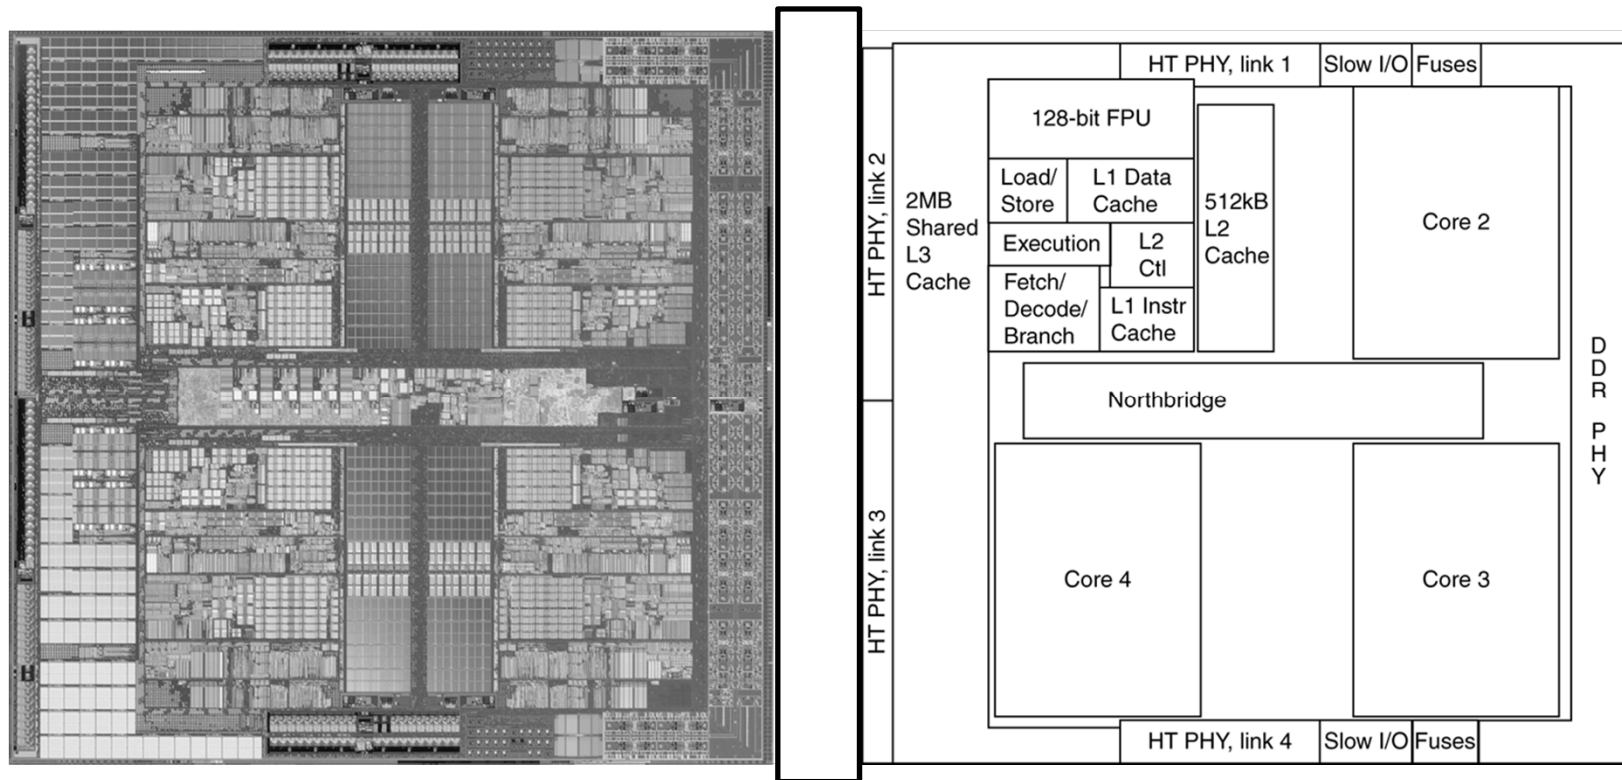 HT PHY, link 1
Slow I/O
Fuses
HT PHY, link 2
2MB
Shared
L3
Cache
128-bit FPU
Load/
Store
L1 Data
Cache
Execution
L2
Ctl
Fetch/
Decode/
Branch
L1 Instr
Cache
512kB
L2
Cache
Core 2
Northbridge
DDR PHY
HT PHY, link 3
Core 4
Core 3
HT PHY, link 4
Slow I/O
Fuses